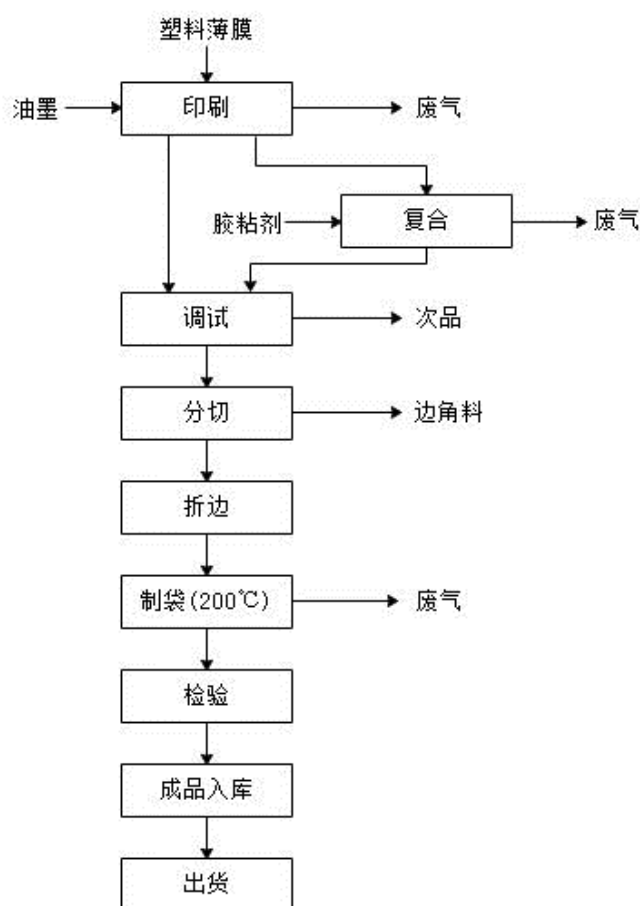 塑料薄膜
油墨
印刷
废气
胶粘剂
复合
废气
调试
次品
分切
边角料
折边
制袋(200℃)
废气
检验
成品入库
出货